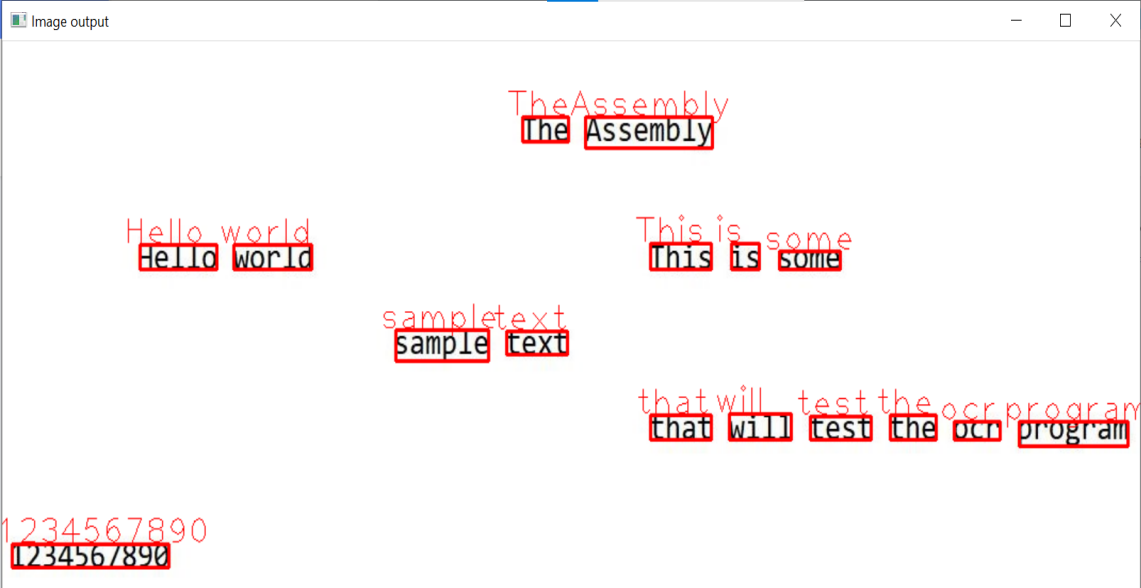 Image output
TheAssembly
The Assembly
Hello world
This is some
Hello world
This is some
sampletext
sample text
that will test the ocr program
that will test the ocr program
1234567890
1234567890